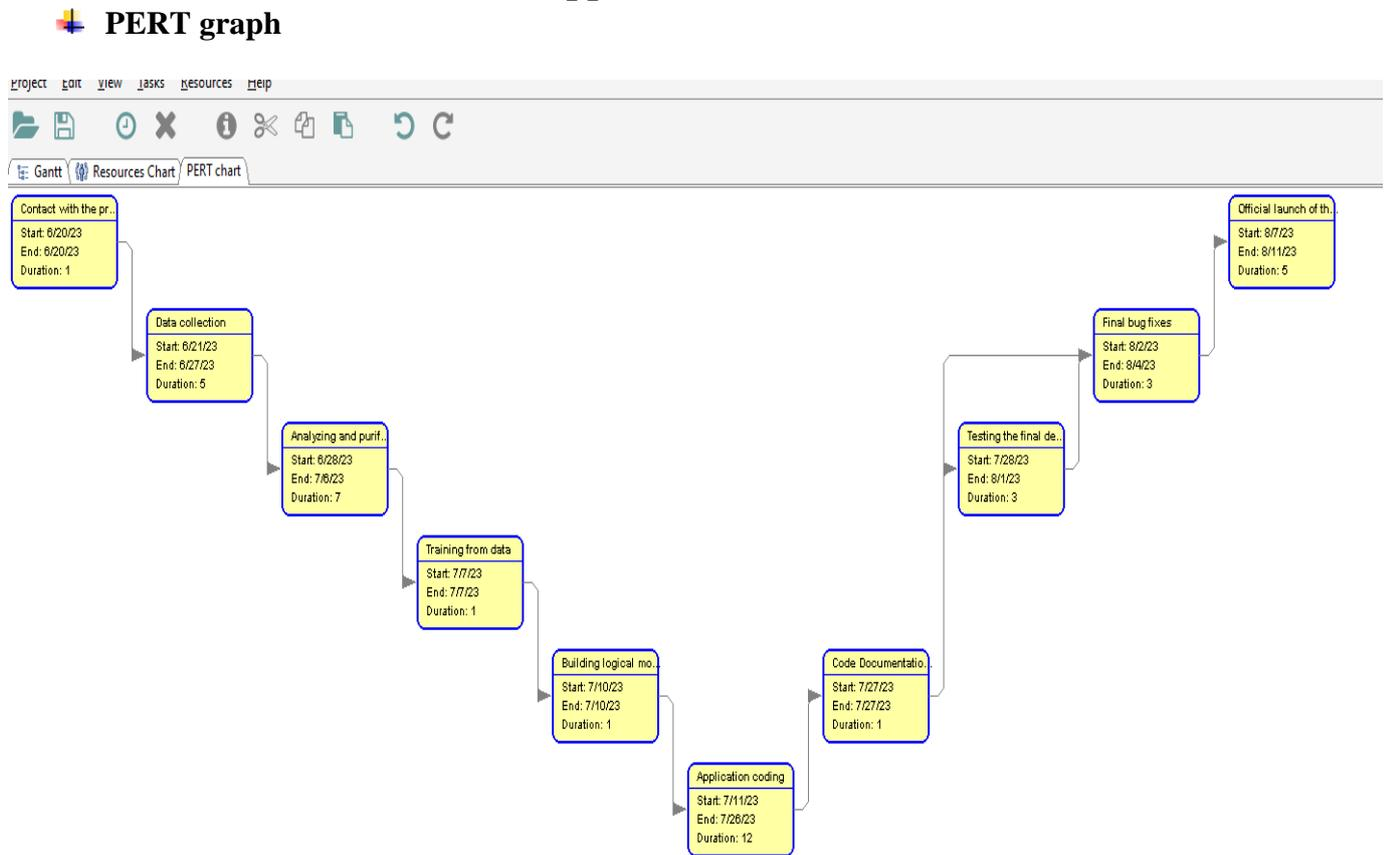 PERT graph
Project Edit View Tasks Resources Help
Gantt Resources Chart PERT chart
Contact with the pr..
Start: 6/20/23
End: 6/20/23
Duration: 1
Data collection
Start: 6/21/23
End: 6/27/23
Duration: 5
Analyzing and purif..
Start: 6/28/23
End: 7/6/23
Duration: 7
Training from data
Start: 7/7/23
End: 7/7/23
Duration: 1
Building logical mo...
Start: 7/10/23
End: 7/10/23
Duration: 1
Application coding
Start: 7/11/23
End: 7/26/23
Duration: 12
Code Documentatio...
Start: 7/27/23
End: 7/27/23
Duration: 1
Testing the final de...
Start: 7/28/23
End: 8/1/23
Duration: 3
Final bug fixes
Start: 8/2/23
End: 8/4/23
Duration: 3
Official launch of th...
Start: 8/7/23
End: 8/11/23
Duration: 5